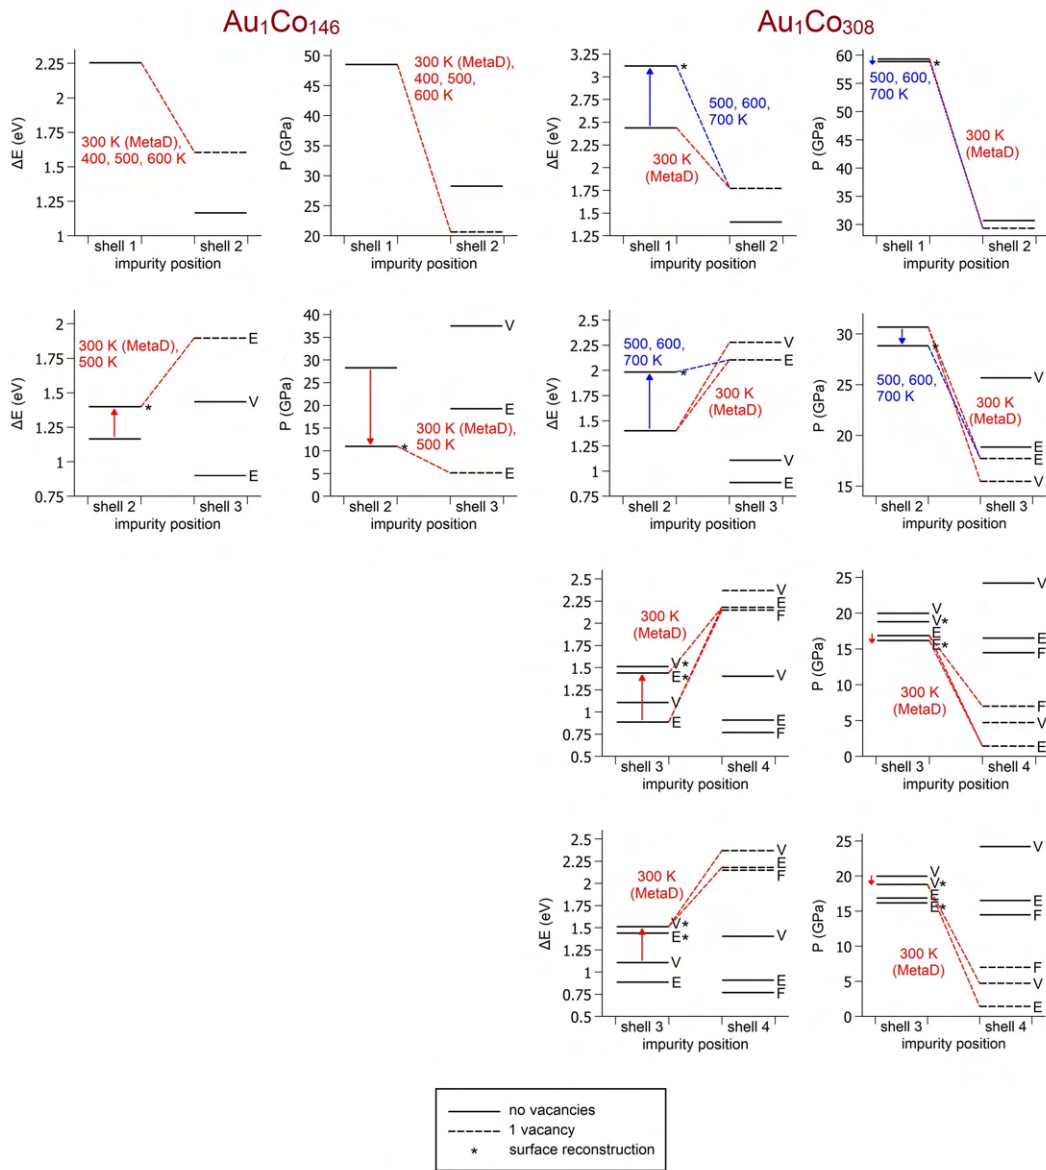 Au₁Co₁₄₆
Au₁Co₃₀₈
2.25
1.75
1.5
1.25
1
ΔE (eV)
300 K (MetaD),
400, 500, 600 K
shell 1
shell 2
impurity position
50
45
40
35
30
25
20
P (GPa)
300 K (MetaD),
400, 500,
600 K
shell 1
shell 2
impurity position
3.25
3
2.75
2.5
2.25
2
1.75
1.5
1.25
ΔE (eV)
*
500, 600,
700 K
300 K
(MetaD)
shell 1
shell 2
impurity position
60
55
50
45
40
35
30
P (GPa)
*
500, 600,
700 K
300 K
(MetaD)
shell 1
shell 2
impurity position
2
1.75
1.5
1.25
1
0.75
ΔE (eV)
300 K (MetaD),
500 K
*
E
V
E
shell 2
shell 3
impurity position
40
35
30
25
20
15
10
5
0
P (GPa)
V
E
300 K (MetaD),
500 K
*
E
shell 2
shell 3
impurity position
2.5
2.25
2
1.75
1.5
1.25
1
0.75
ΔE (eV)
500, 600,
700 K
*
300 K
(MetaD)
V
E
V
E
shell 2
shell 3
impurity position
30
25
20
15
P (GPa)
*
500, 600,
700 K
300 K
(MetaD)
V
E
E
V
shell 2
shell 3
impurity position
2.5
2.25
2
1.75
1.5
1.25
1
0.75
0.5
ΔE (eV)
300 K
(MetaD)
V*
E*
V
E
V
E
F
V
E
F
shell 3
shell 4
impurity position
25
20
15
10
5
0
P (GPa)
V
V*
E
E*
300 K
(MetaD)
V
E
F
F
V
E
shell 3
shell 4
impurity position
2.5
2.25
2
1.75
1.5
1.25
1
0.75
0.5
ΔE (eV)
300 K
(MetaD)
V*
E*
V
E
V
E
F
V
E
F
shell 3
shell 4
impurity position
25
20
15
10
5
0
P (GPa)
V
V*
E
E*
300 K
(MetaD)
V
E
F
F
V
E
shell 3
shell 4
impurity position
no vacancies
1 vacancy
* surface reconstruction